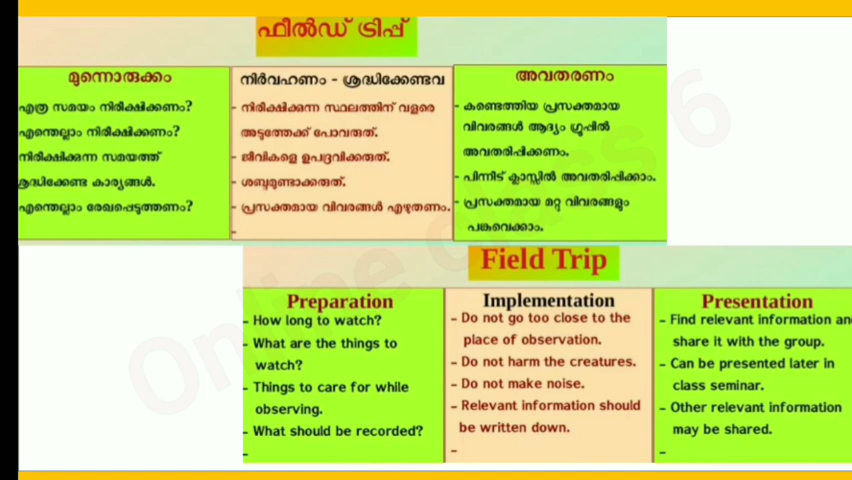 ഫീൽഡ് ട്രിപ്പ്
മുന്നൊരുക്കം
എത്ര സമയം നിരീക്ഷിക്കണം?
എന്തെല്ലാം നിരീക്ഷിക്കണം?
നിരീക്ഷിക്കുന്ന സമയത്ത്
ശ്രദ്ധിക്കേണ്ട കാര്യങ്ങൾ.
എന്തെല്ലാം രേഖപ്പെടുത്തണം?
നിർവഹണം - ശ്രദ്ധിക്കേണ്ടവ
- നിരീക്ഷിക്കുന്ന സ്ഥലത്തിന് വളരെ
അടുത്തേക്ക് പോവരുത്.
- ജീവികളെ ഉപദ്രവിക്കരുത്.
- ശബ്ദമുണ്ടാക്കരുത്.
- പ്രസക്തമായ വിവരങ്ങൾ എഴുതണം.
-
അവതരണം
- കണ്ടെത്തിയ പ്രസക്തമായ
വിവരങ്ങൾ ആദ്യം ഗ്രൂപ്പിൽ
അവതരിപ്പിക്കണം.
- പിന്നിട് ക്ലാസ്സിൽ അവതരിപ്പിക്കാം.
- പ്രസക്തമായ മറ്റ വിവരങ്ങളും
പങ്കുവെക്കാം.
Field Trip
Preparation
- How long to watch?
- What are the things to
watch?
- Things to care for while
observing.
- What should be recorded?
-
Implementation
- Do not go too close to the
place of observation.
- Do not harm the creatures.
- Do not make noise.
- Relevant information should
be written down.
-
Presentation
- Find relevant information an
share it with the group.
- Can be presented later in
class seminar.
- Other relevant information
may be shared.
-
Online class 6